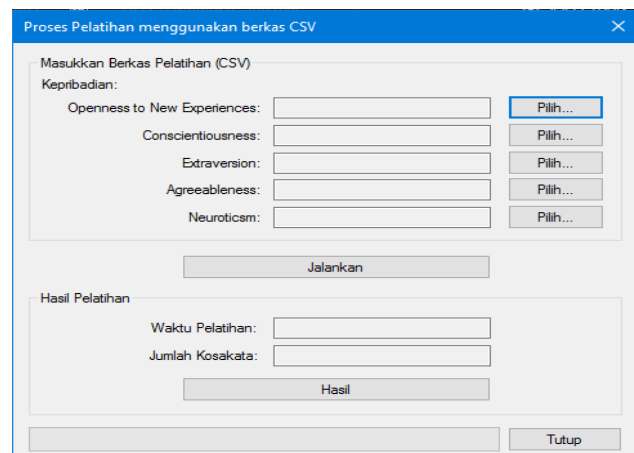 Proses Pelatihan menggunakan berkas CSV
Masukkan Berkas Pelatihan (CSV)
Kepribadian:
Openness to New Experiences: Pilih...
Conscientiousness: Pilih...
Extraversion: Pilih...
Agreeableness: Pilih...
Neuroticsm: Pilih...
Jalankan
Hasil Pelatihan
Waktu Pelatihan:
Jumlah Kosakata:
Hasil
Tutup